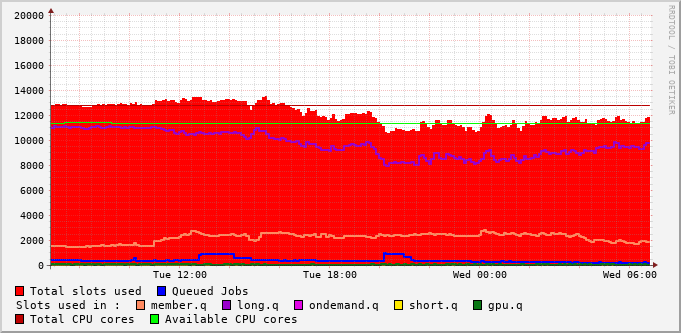 RRDTOOL / TOBI OETIKER
20000
18000
16000
14000
12000
10000
8000
6000
4000
2000
0
Tue 12:00 Tue 18:00 Wed 00:00 Wed 06:00
Total slots used Queued Jobs
Slots used in : member.q long.q ondemand.q short.q gpu.q
Total CPU cores Available CPU cores